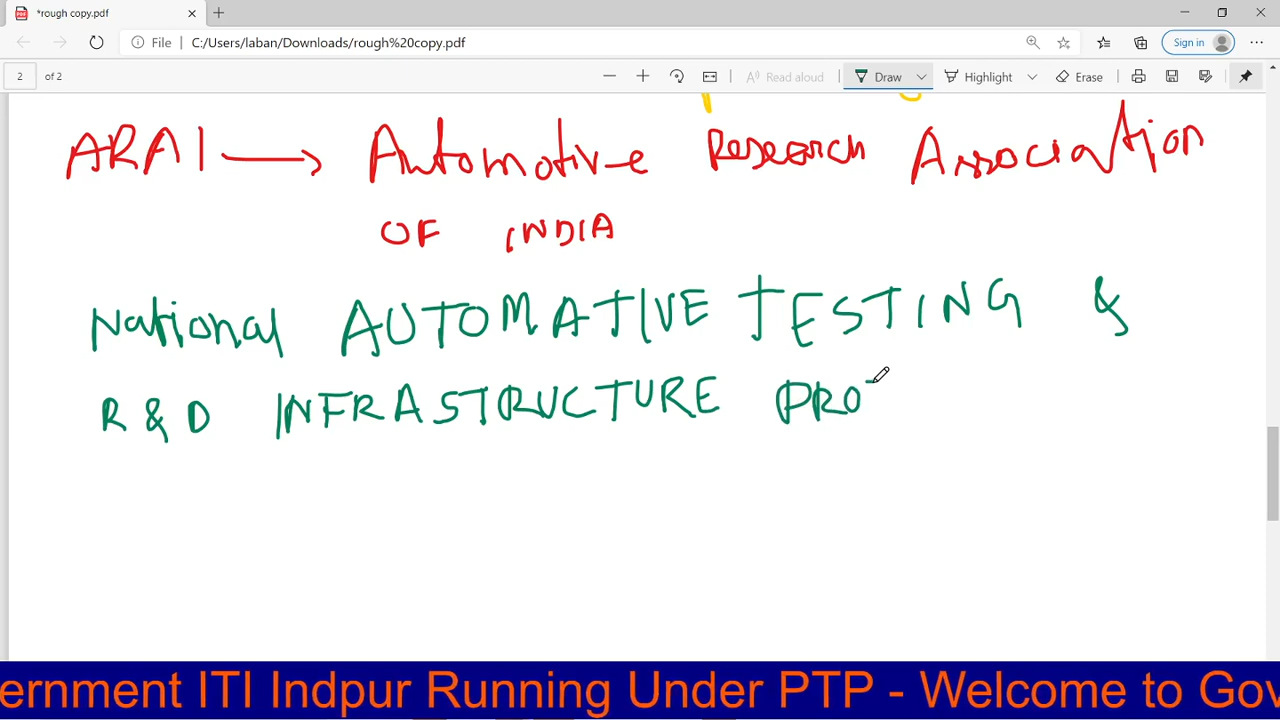 *rough copy.pdf
File C:/Users/laban/Downloads/rough%20copy.pdf Sign in
2 of 2 Read aloud Draw Highlight Erase
ARAI → Automotive Research Association
OF INDIA
National AUTOMATIVE TESTING &
R & D INFRASTRUCTURE PRO
ernment ITI Indpur Running Under PTP - Welcome to Gov